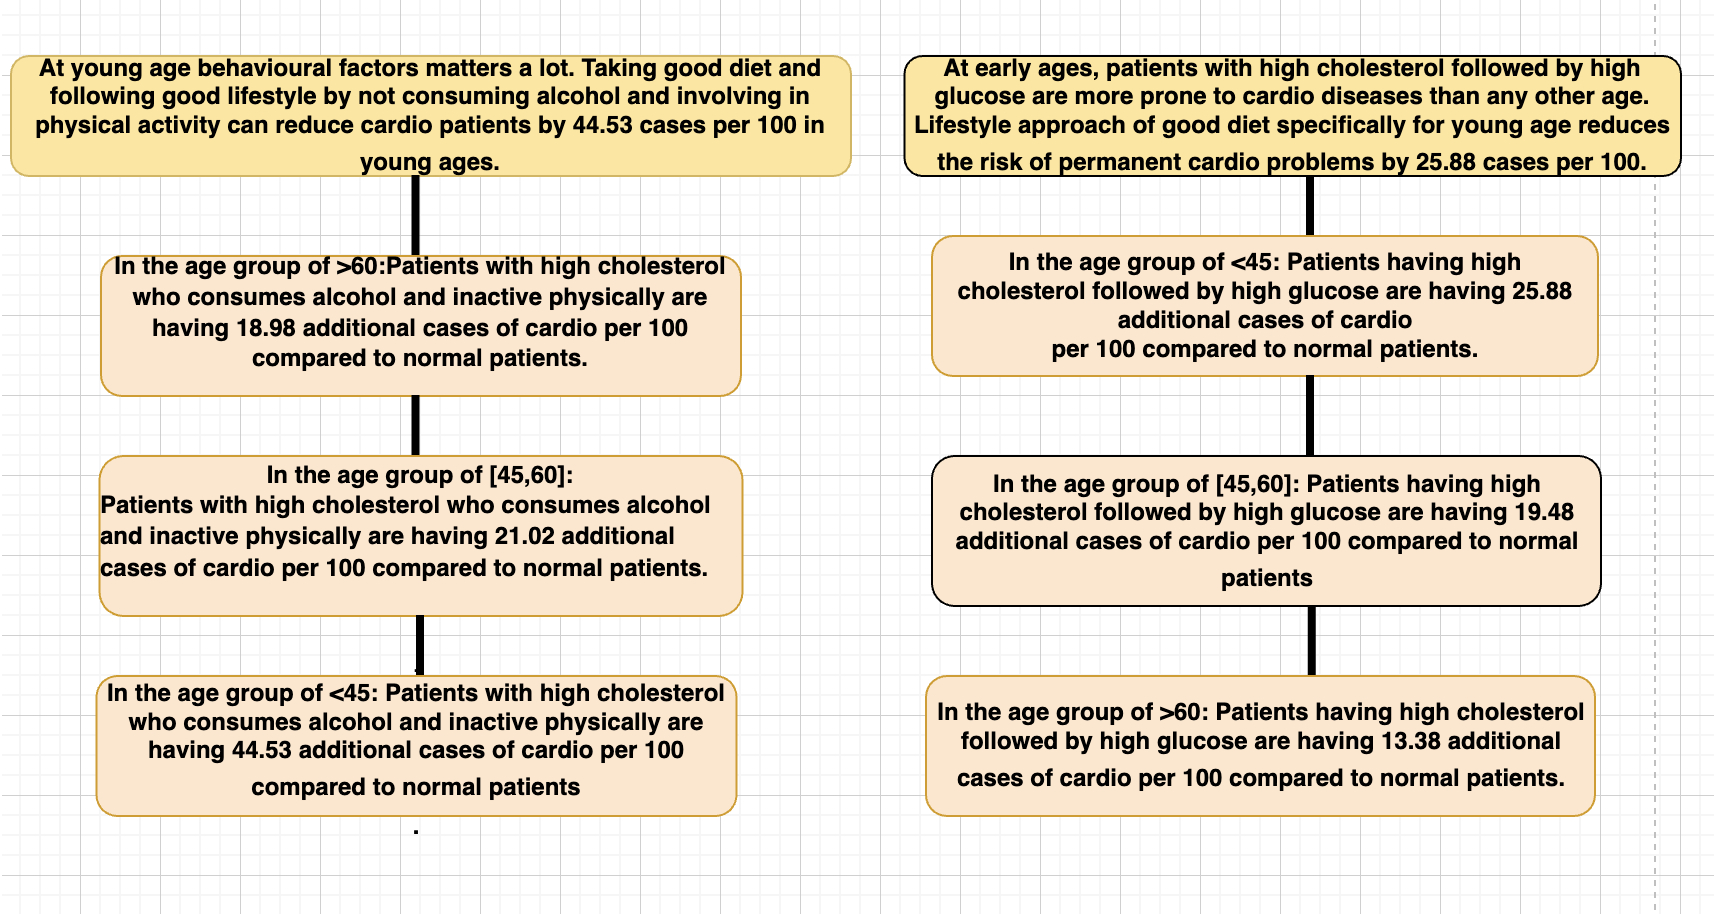 At young age behavioural factors matters a lot. Taking good diet and
following good lifestyle by not consuming alcohol and involving in
physical activity can reduce cardio patients by 44.53 cases per 100 in
young ages.
In the age group of >60:Patients with high cholesterol
who consumes alcohol and inactive physically are
having 18.98 additional cases of cardio per 100
compared to normal patients.
In the age group of [45,60]:
Patients with high cholesterol who consumes alcohol
and inactive physically are having 21.02 additional
cases of cardio per 100 compared to normal patients.
In the age group of <45: Patients with high cholesterol
who consumes alcohol and inactive physically are
having 44.53 additional cases of cardio per 100
compared to normal patients
.
At early ages, patients with high cholesterol followed by high
glucose are more prone to cardio diseases than any other age.
Lifestyle approach of good diet specifically for young age reduces
the risk of permanent cardio problems by 25.88 cases per 100.
In the age group of <45: Patients having high
cholesterol followed by high glucose are having 25.88
additional cases of cardio
per 100 compared to normal patients.
In the age group of [45,60]: Patients having high
cholesterol followed by high glucose are having 19.48
additional cases of cardio per 100 compared to normal
patients
In the age group of >60: Patients having high cholesterol
followed by high glucose are having 13.38 additional
cases of cardio per 100 compared to normal patients.